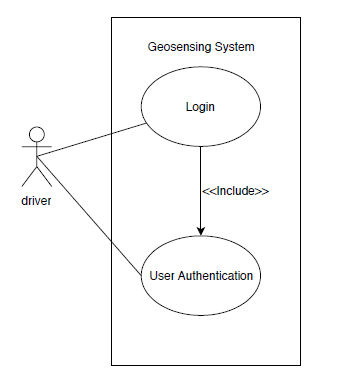 Geosensing System
Login
<<Include>>
driver
User Authentication